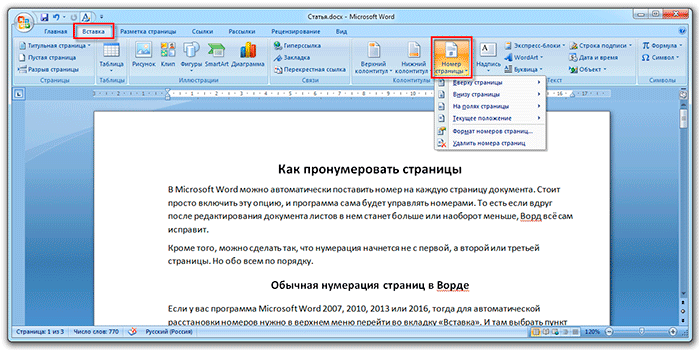 Статья.docx - Microsoft Word
Главная Вставка Разметка страницы Ссылки Рассылки Рецензирование Вид
Титульная страница
Пустая страница
Разрыв страницы
Страницы
Таблица
Таблицы
Рисунок Клип Фигуры SmartArt Диаграмма
Иллюстрации
Гиперссылка
Закладка
Перекрестная ссылка
Связи
Верхний колонтитул
Нижний колонтитул
Номер страницы
Колонтитулы
Надпись
Экспресс-блоки
WordArt
Буквица
Строка подписи
Дата и время
Объект
Формула
Символ
Символы
Вверху страницы
Внизу страницы
На полях страницы
Текущее положение
Формат номеров страниц...
Удалить номера страниц
Как пронумеровать страницы
В Microsoft Word можно автоматически поставить номер на каждую страницу документа. Стоит
просто включить эту опцию, и программа сама будет управлять номерами. То есть если вдруг
после редактирования документа листов в нем станет больше или наоборот меньше, Ворд всё сам
исправит.
Кроме того, можно сделать так, что нумерация начнется не с первой, а второй или третьей
страницы. Но обо всем по порядку.
Обычная нумерация страниц в Ворде
Если у вас программа Microsoft Word 2007, 2010, 2013 или 2016, тогда для автоматической
расстановки номеров нужно в верхнем меню перейти во вкладку «Вставка». И там выбрать пункт
Страница: 1 из 3 Число слов: 770 Русский (Россия) 120%